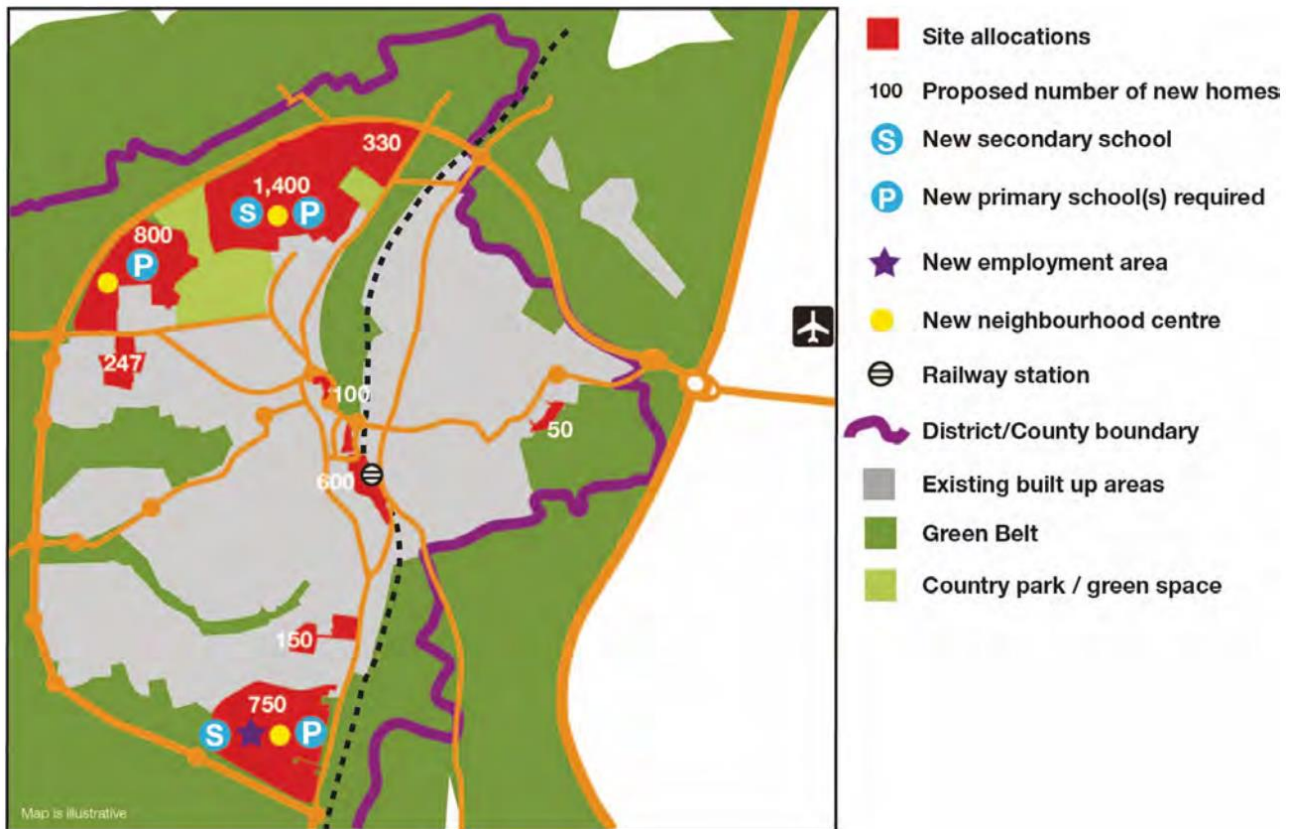 330
1,400
S
P
800
P
247
100
50
600
150
750
S
P
Map is illustrative
Site allocations
100 Proposed number of new homes
S New secondary school
P New primary school(s) required
New employment area
New neighbourhood centre
Railway station
District/County boundary
Existing built up areas
Green Belt
Country park / green space